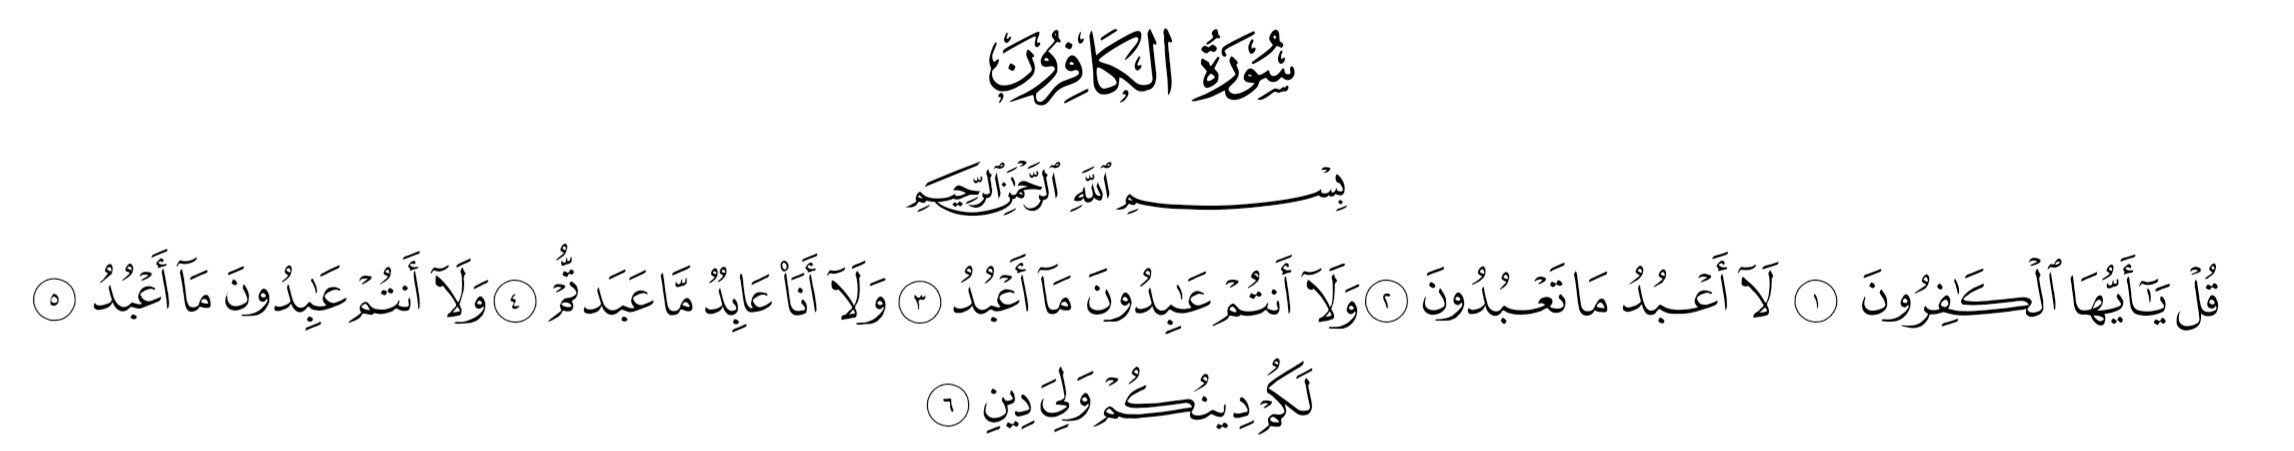 سُورَةُ الكَافِرُونَ
بِسْمِ ٱللَّهِ ٱلرَّحْمَٰنِ ٱلرَّحِيمِ
قُلْ يَٰٓأَيُّهَا ٱلْكَٰفِرُونَ ١ لَآ أَعْبُدُ مَا تَعْبُدُونَ ٢ وَلَآ أَنتُمْ عَٰبِدُونَ مَآ أَعْبُدُ ٣ وَلَآ أَنَا۠ عَابِدٌ مَّا عَبَدتُّمْ ٤ وَلَآ أَنتُمْ عَٰبِدُونَ مَآ أَعْبُدُ ٥
لَكُمْ دِينُكُمْ وَلِىَ دِينِ ٦